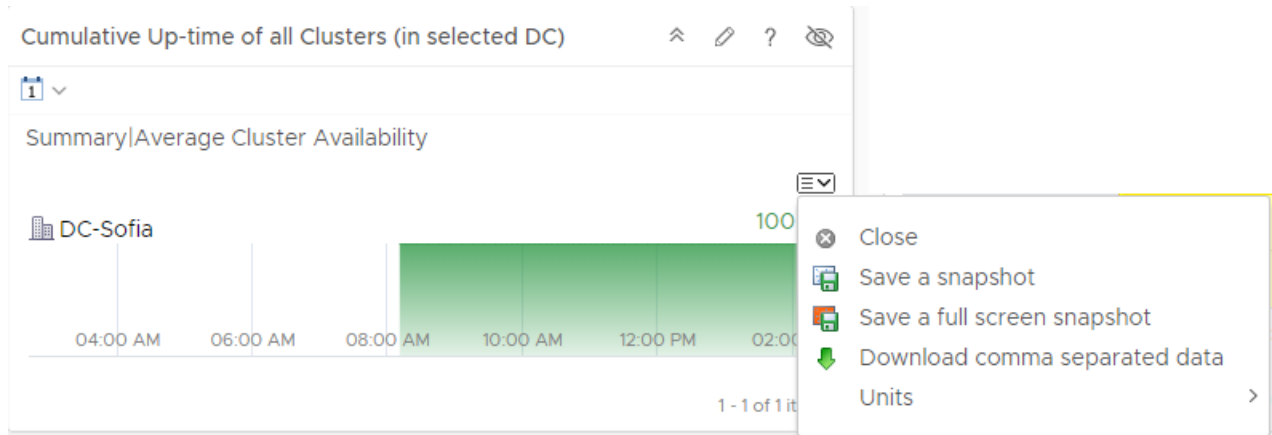 Cumulative Up-time of all Clusters (in selected DC)
?
1
Summary|Average Cluster Availability
DC-Sofia
100
04:00 AM 06:00 AM 08:00 AM 10:00 AM 12:00 PM 02:00
1 - 1 of 1 it
Close
Save a snapshot
Save a full screen snapshot
Download comma separated data
Units